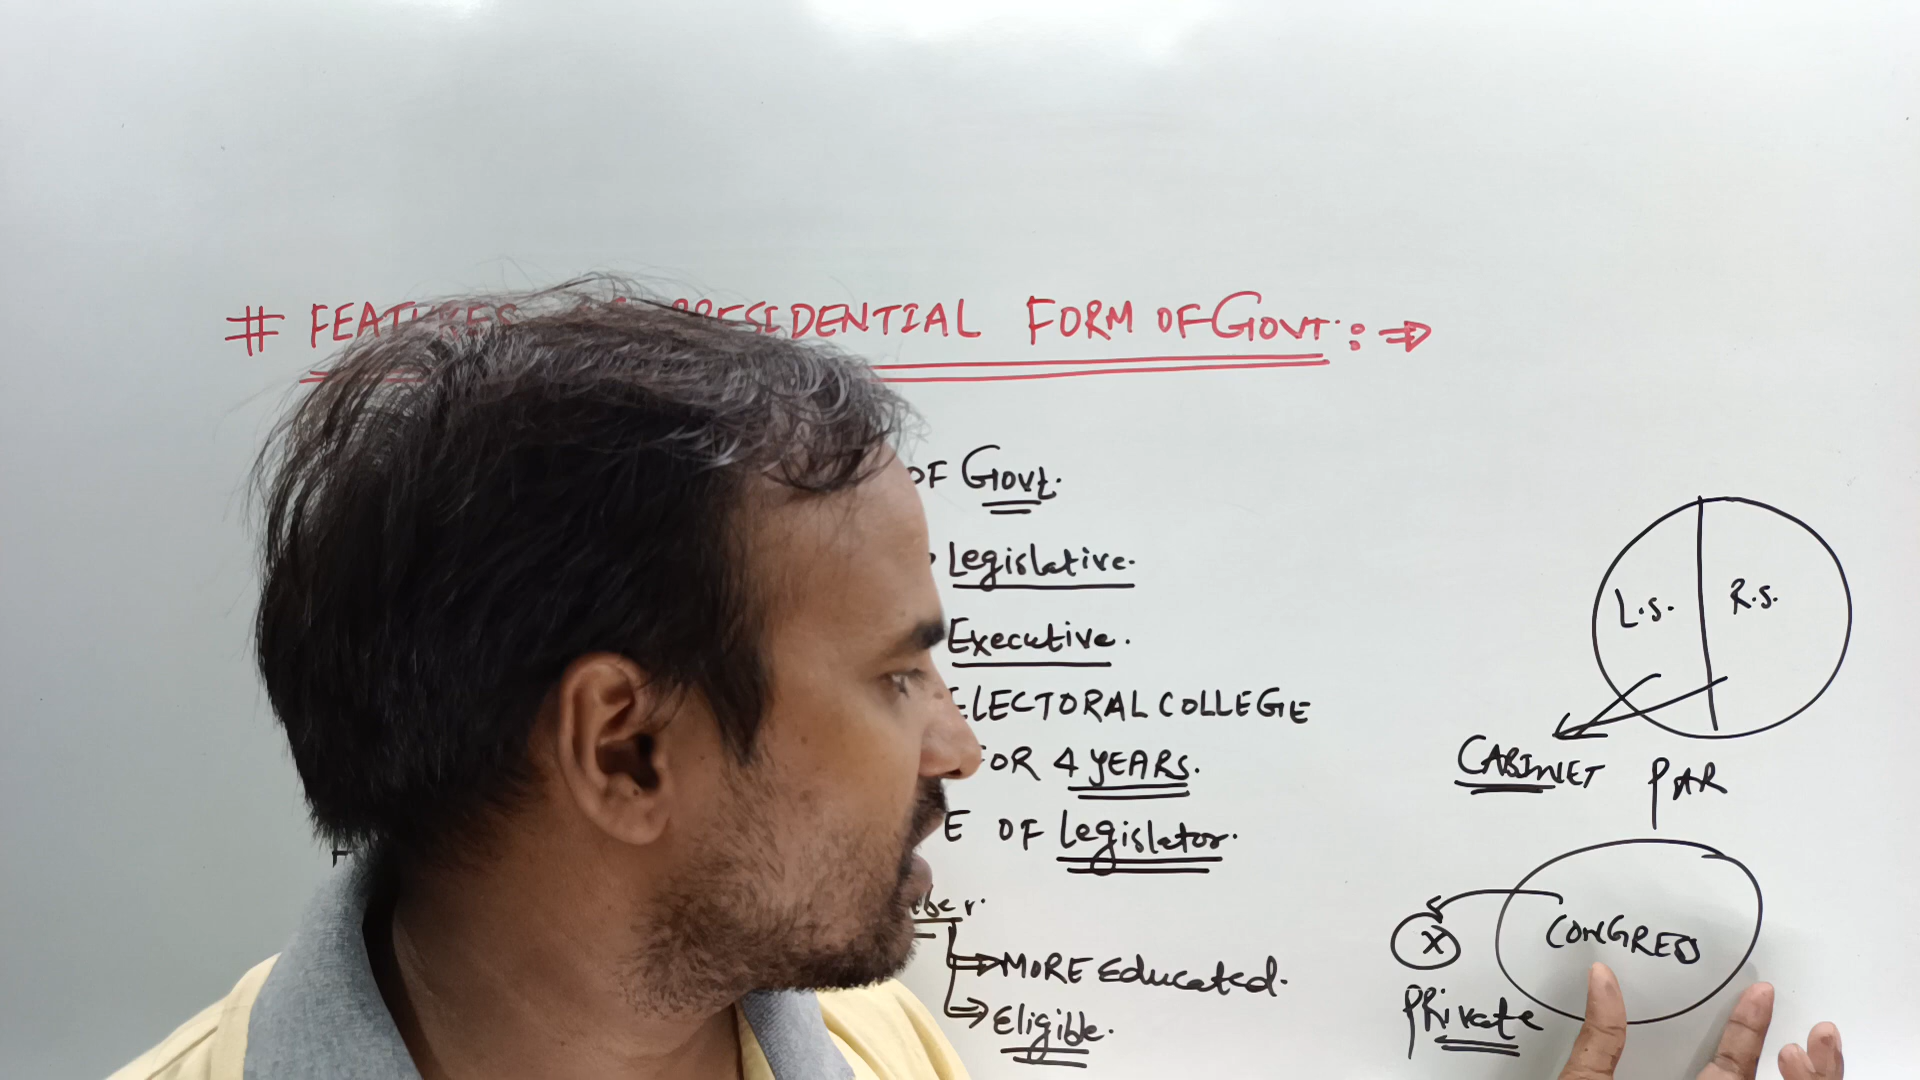 # FEATURES PRESIDENTIAL FORM OF GOVT. : ⇒
OF Govt.
Legislative.
Executive.
ELECTORAL COLLEGE
FOR 4 YEARS.
E OF Legislator.
MORE Educated.
Eligible.
L.S. R.S.
CABINET PAR
CONGRESS
X
Private